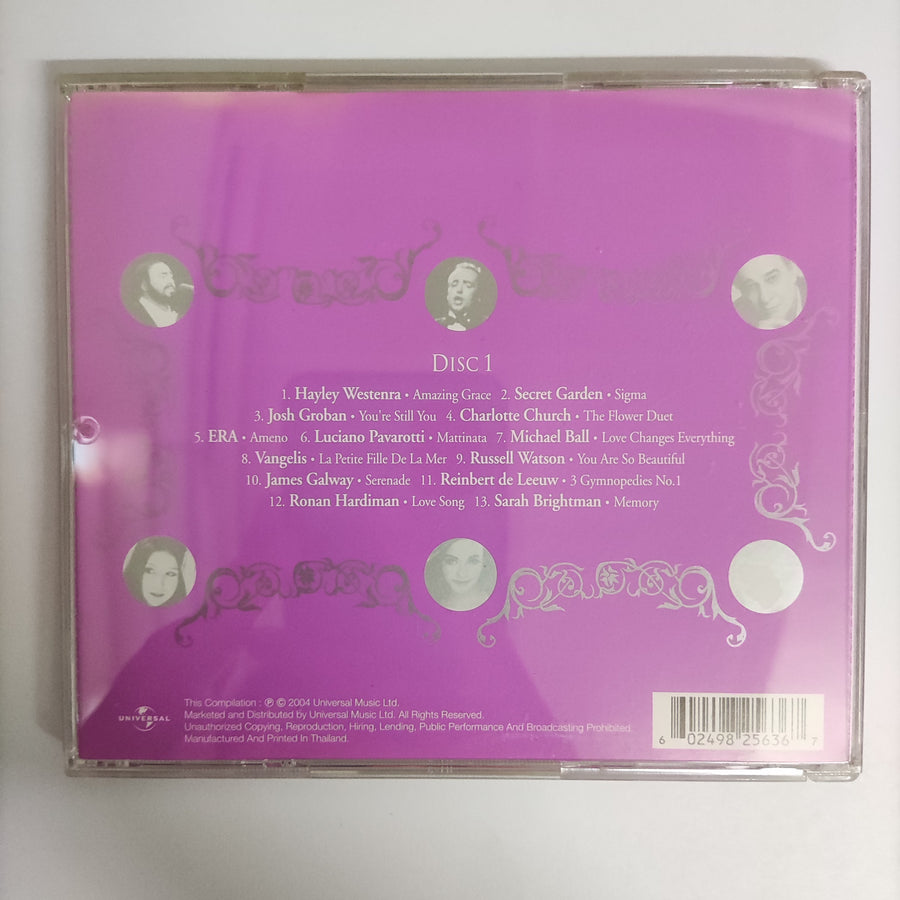 DISC 1
1. Hayley Westenra • Amazing Grace 2. Secret Garden • Sigma
3. Josh Groban • You're Still You 4. Charlotte Church • The Flower Duet
5. ERA • Ameno 6. Luciano Pavarotti • Mattinata 7. Michael Ball • Love Changes Everything
8. Vangelis • La Petite Fille De La Mer 9. Russell Watson • You Are So Beautiful
10. James Galway • Serenade 11. Reinbert de Leeuw • 3 Gymnopedies No.1
12. Ronan Hardiman • Love Song 13. Sarah Brightman • Memory
UNIVERSAL
This Compilation : ℗ © 2004 Universal Music Ltd.
Marketed and Distributed by Universal Music Ltd. All Rights Reserved.
Unauthorized Copying, Reproduction, Hiring, Lending, Public Performance And Broadcasting Prohibited.
Manufactured And Printed In Thailand.
6 02498 25636 7